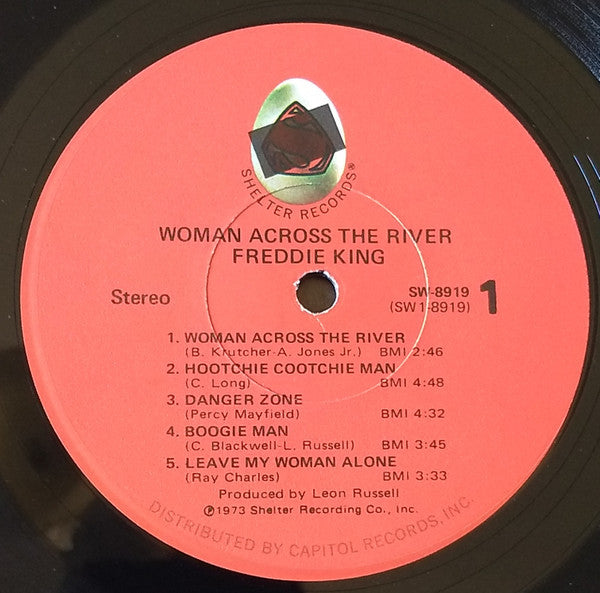 SHELTER RECORDS®
WOMAN ACROSS THE RIVER
FREDDIE KING
Stereo
SW-8919
(SW1-8919)
1
1. WOMAN ACROSS THE RIVER
(B. Krutcher-A. Jones Jr.) BMI 2:46
2. HOOTCHIE COOTCHIE MAN
(C. Long) BMI 4:48
3. DANGER ZONE
(Percy Mayfield) BMI 4:32
4. BOOGIE MAN
(C. Blackwell-L. Russell) BMI 3:45
5. LEAVE MY WOMAN ALONE
(Ray Charles) BMI 3:33
Produced by Leon Russell
℗1973 Shelter Recording Co., Inc.
DISTRIBUTED BY CAPITOL RECORDS, INC.